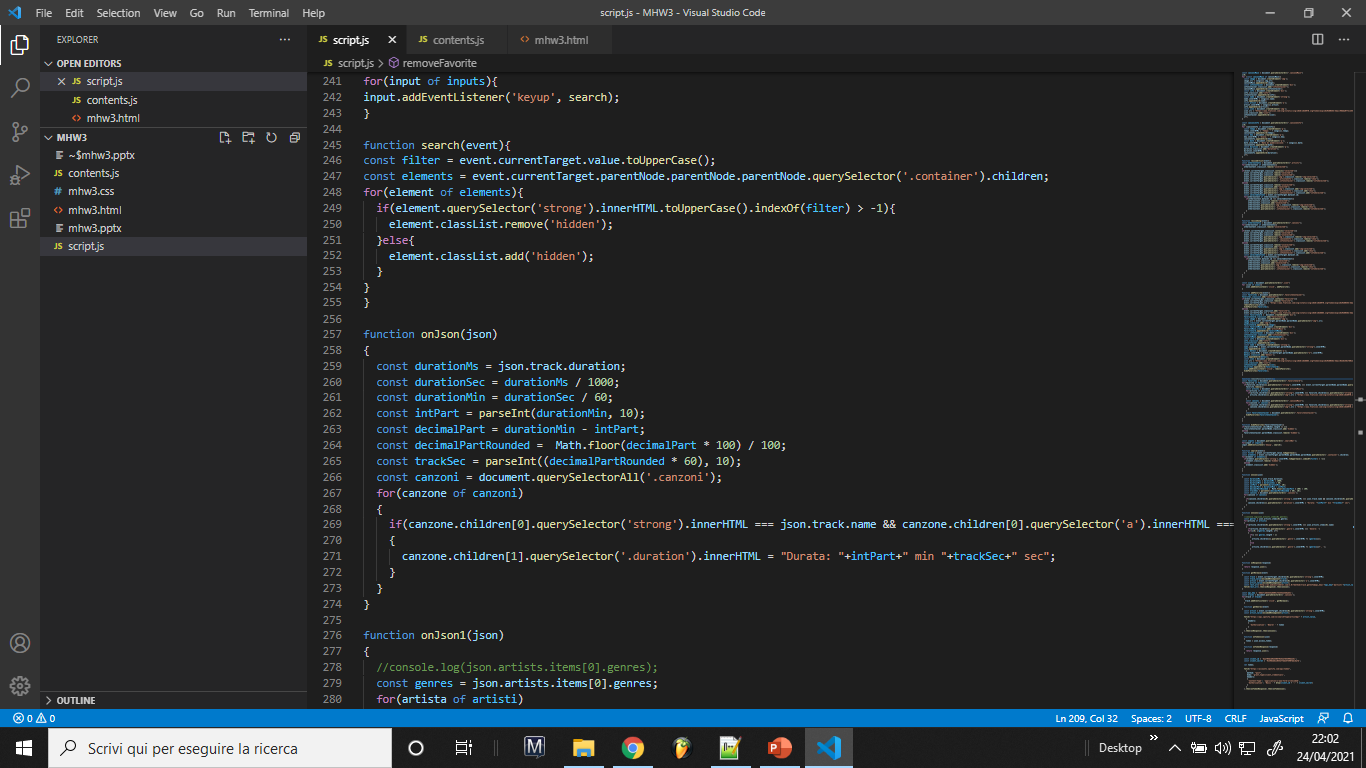 File Edit Selection View Go Run Terminal Help script.js - MHW3 - Visual Studio Code
EXPLORER
OPEN EDITORS
JS script.js
JS contents.js
<> mhw3.html
MHW3
~$mhw3.pptx
JS contents.js
# mhw3.css
<> mhw3.html
mhw3.pptx
JS script.js
OUTLINE
JS script.js JS contents.js <> mhw3.html
JS script.js > removeFavorite
241 for(input of inputs){
242 input.addEventListener('keyup', search);
243 }
244
245 function search(event){
246 const filter = event.currentTarget.value.toUpperCase();
247 const elements = event.currentTarget.parentNode.parentNode.parentNode.querySelector('.container').children;
248 for(element of elements){
249   if(element.querySelector('strong').innerHTML.toUpperCase().indexOf(filter) > -1){
250     element.classList.remove('hidden');
251   }else{
252     element.classList.add('hidden');
253   }
254 }
255 }
256
257 function onJson(json)
258 {
259   const durationMs = json.track.duration;
260   const durationSec = durationMs / 1000;
261   const durationMin = durationSec / 60;
262   const intPart = parseInt(durationMin, 10);
263   const decimalPart = durationMin - intPart;
264   const decimalPartRounded =  Math.floor(decimalPart * 100) / 100;
265   const trackSec = parseInt((decimalPartRounded * 60), 10);
266   const canzoni = document.querySelectorAll('.canzoni');
267   for(canzone of canzoni)
268   {
269     if(canzone.children[0].querySelector('strong').innerHTML === json.track.name && canzone.children[0].querySelector('a').innerHTML ===
270     {
271       canzone.children[1].querySelector('.duration').innerHTML = "Durata: "+intPart+" min "+trackSec+" sec";
272     }
273   }
274 }
275
276 function onJson1(json)
277 {
278   //console.log(json.artists.items[0].genres);
279   const genres = json.artists.items[0].genres;
280   for(artista of artisti)
0 0 Ln 209, Col 32 Spaces: 2 UTF-8 CRLF JavaScript
Scrivi qui per eseguire la ricerca
Desktop
22:02
24/04/2021